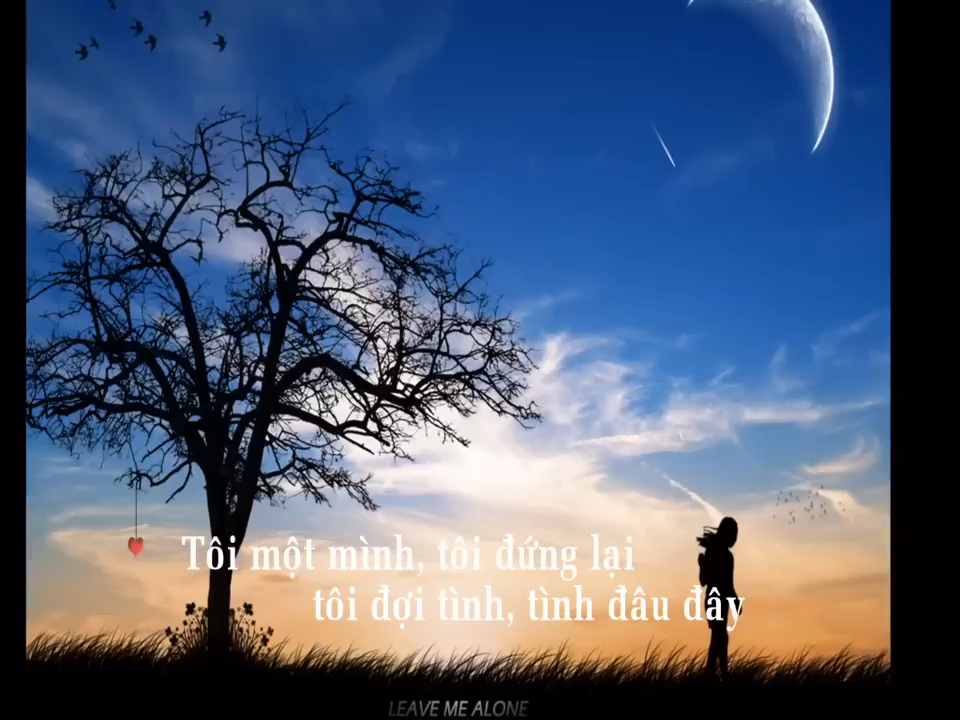 Tôi một mình, tôi đứng lại
tôi đợi tình, tình đâu đây
LEAVE ME ALONE